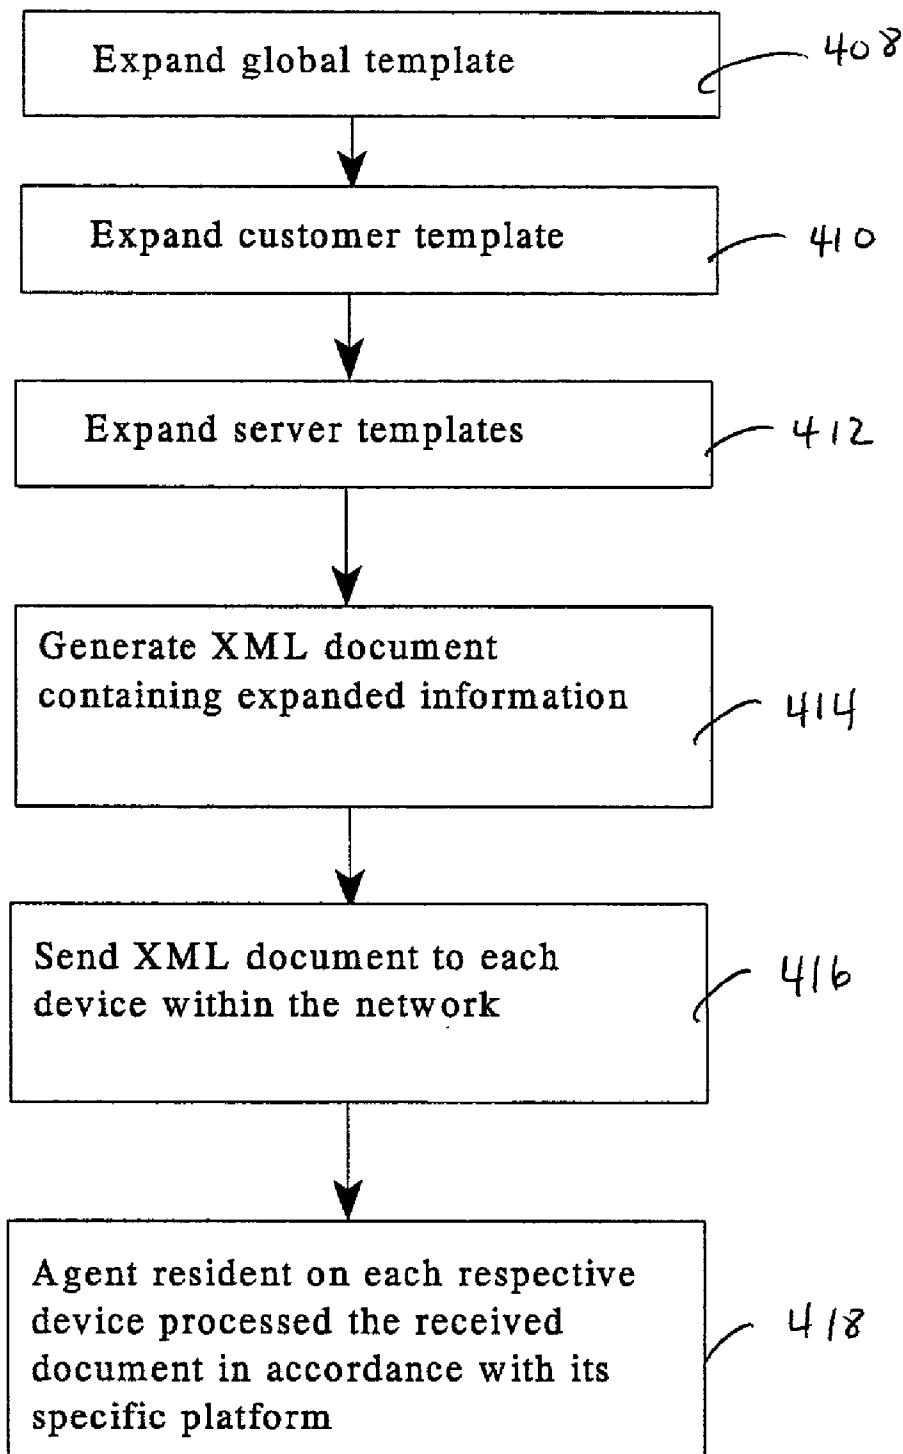 Expand global template
408
Expand customer template
410
Expand server templates
412
Generate XML document
containing expanded information
414
Send XML document to each
device within the network
416
Agent resident on each respective
device processed the received
document in accordance with its
specific platform
418